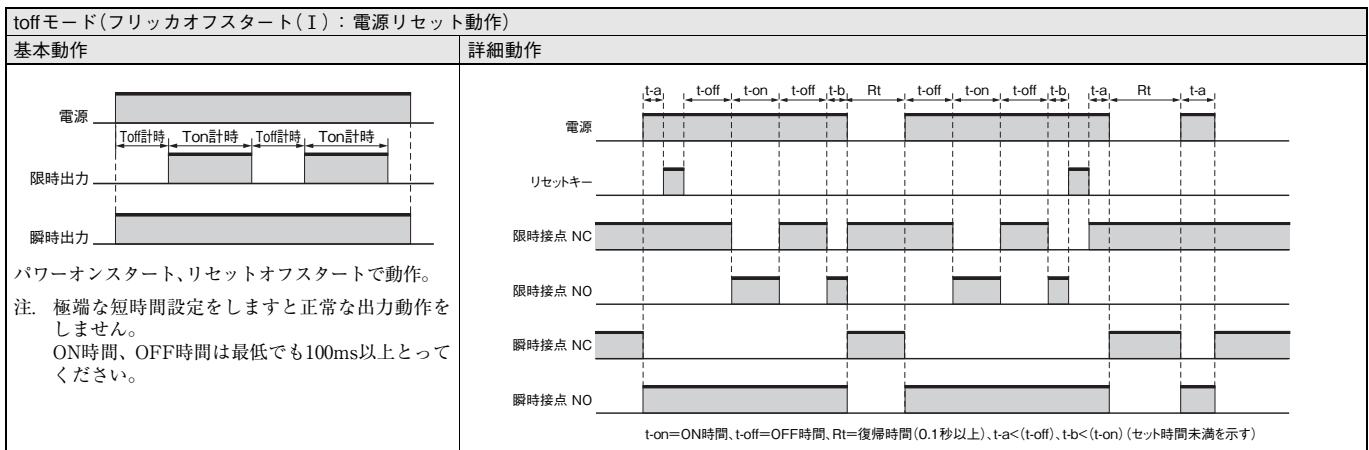 toffモード(フリッカオフスタート(Ⅰ):電源リセット動作)
基本動作
詳細動作
電源
Toff計時 Ton計時 Toff計時 Ton計時
限時出力
瞬時出力
パワーオンスタート、リセットオフスタートで動作。
注. 極端な短時間設定をしますと正常な出力動作を
しません。
ON時間、OFF時間は最低でも100ms以上とって
ください。
t-a t-off t-on t-off t-b Rt t-off t-on t-off t-b t-a Rt t-a
電源
リセットキー
限時接点 NC
限時接点 NO
瞬時接点 NC
瞬時接点 NO
t-on=ON時間、t-off=OFF時間、Rt=復帰時間(0.1秒以上)、t-a<(t-off)、t-b<(t-on)(セット時間未満を示す)